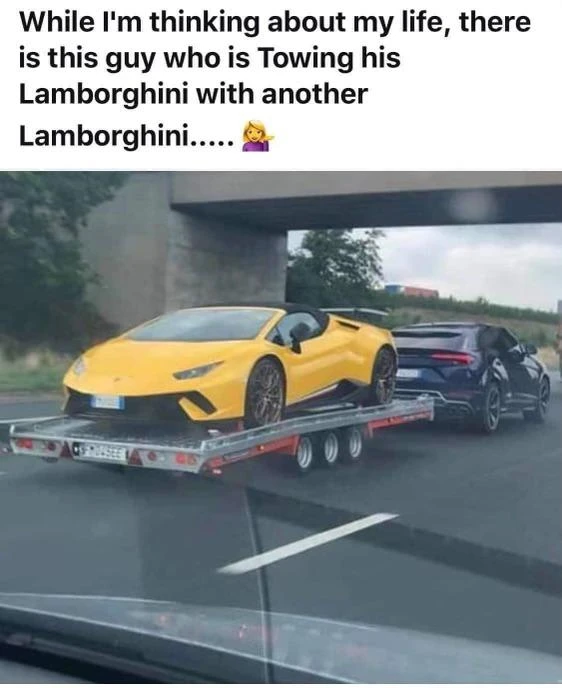 While I'm thinking about my life, there
is this guy who is Towing his
Lamborghini with another
Lamborghini..... 💁‍♀️